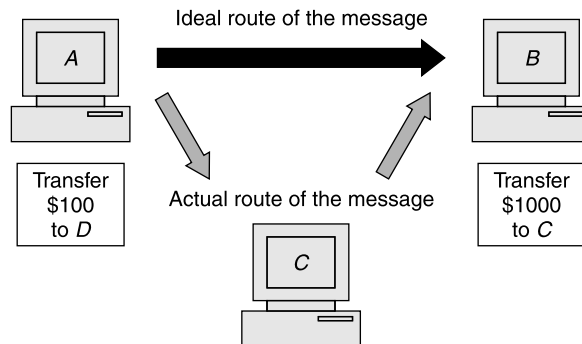 Ideal route of the message
A
B
Transfer
$100
to D
Actual route of the message
Transfer
$1000
to C
C